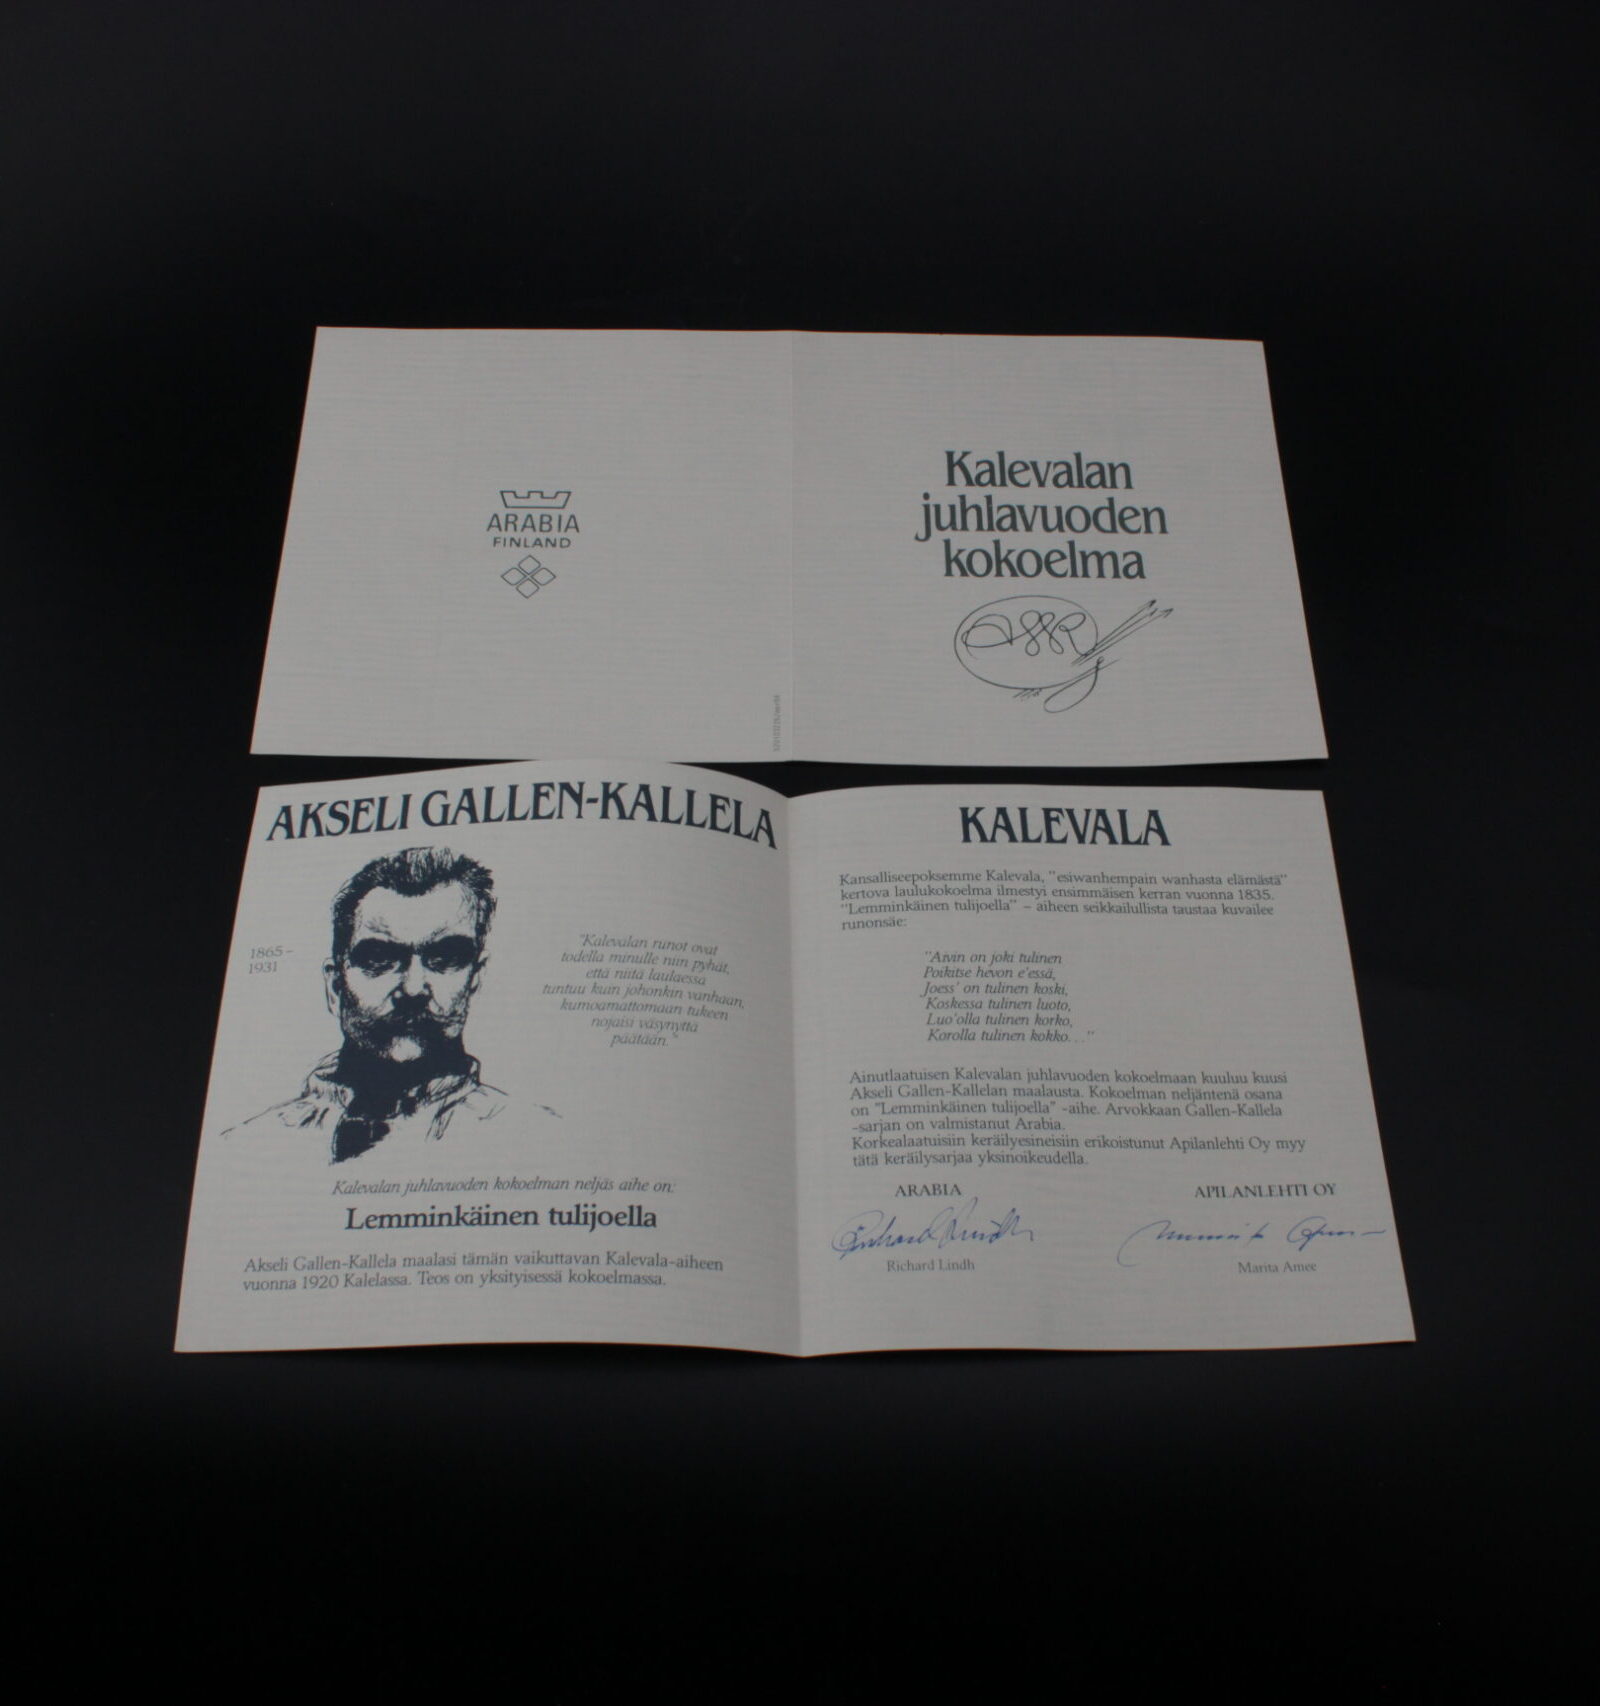 ARABIA
FINLAND
Kalevalan
juhlavuoden
kokoelma
AKSELI GALLEN-KALLELA
1865–
1931
"Kalevalan runot ovat
todella minulle niin pyhät,
että niitä laulaessa
tuntuu kuin johonkin vanhaan,
kumoamattomaan tukeen
nojaisi väsynyttä
päätään."
Kalevalan juhlavuoden kokoelman neljäs aihe on:
Lemminkäinen tulijoella
Akseli Gallen-Kallela maalasi tämän vaikuttavan Kalevala-aiheen
vuonna 1920 Kalelassa. Teos on yksityisessä kokoelmassa.
KALEVALA
Kansalliseepoksemme Kalevala, "esiwanhempain wanhasta elämästä"
kertova laulukokoelma ilmestyi ensimmäisen kerran vuonna 1835.
"Lemminkäinen tulijoella" – aiheen seikkailullista taustaa kuvailee
runonsäe:
"Aivin on joki tulinen
Poikitse hevon e'essä,
Joess' on tulinen koski,
Koskessa tulinen luoto,
Luo'olla tulinen korko,
Korolla tulinen kokko. . ."
Ainutlaatuisen Kalevalan juhlavuoden kokoelmaan kuuluu kuusi
Akseli Gallen-Kallelan maalausta. Kokoelman neljäntenä osana
on "Lemminkäinen tulijoella" -aihe. Arvokkaan Gallen-Kallela
-sarjan on valmistanut Arabia.
Korkealaatuisiin keräilyesineisiin erikoistunut Apilanlehti Oy myy
tätä keräilysarjaa yksinoikeudella.
ARABIA
Richard Lindh
Richard Lindh
APILANLEHTI OY
Marita Amee